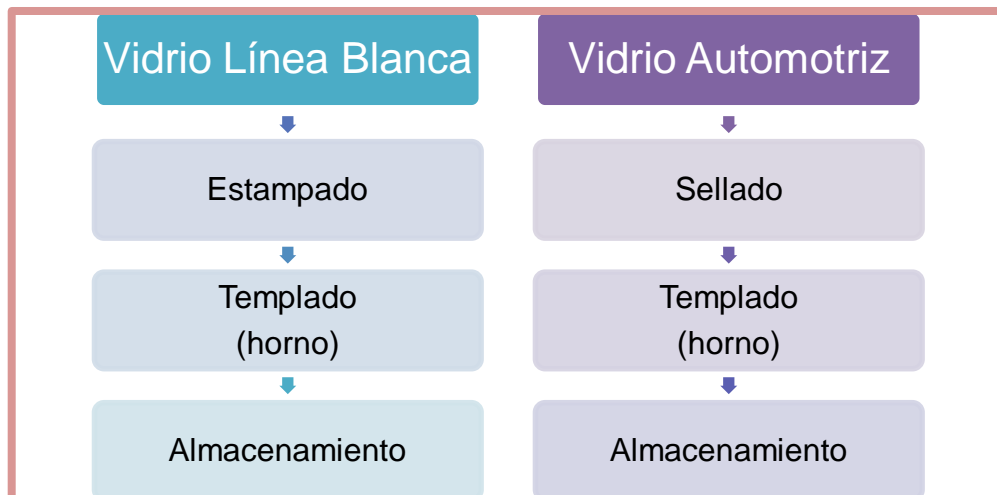 Vidrio Línea Blanca
Estampado
Templado
(horno)
Almacenamiento
Vidrio Automotriz
Sellado
Templado
(horno)
Almacenamiento